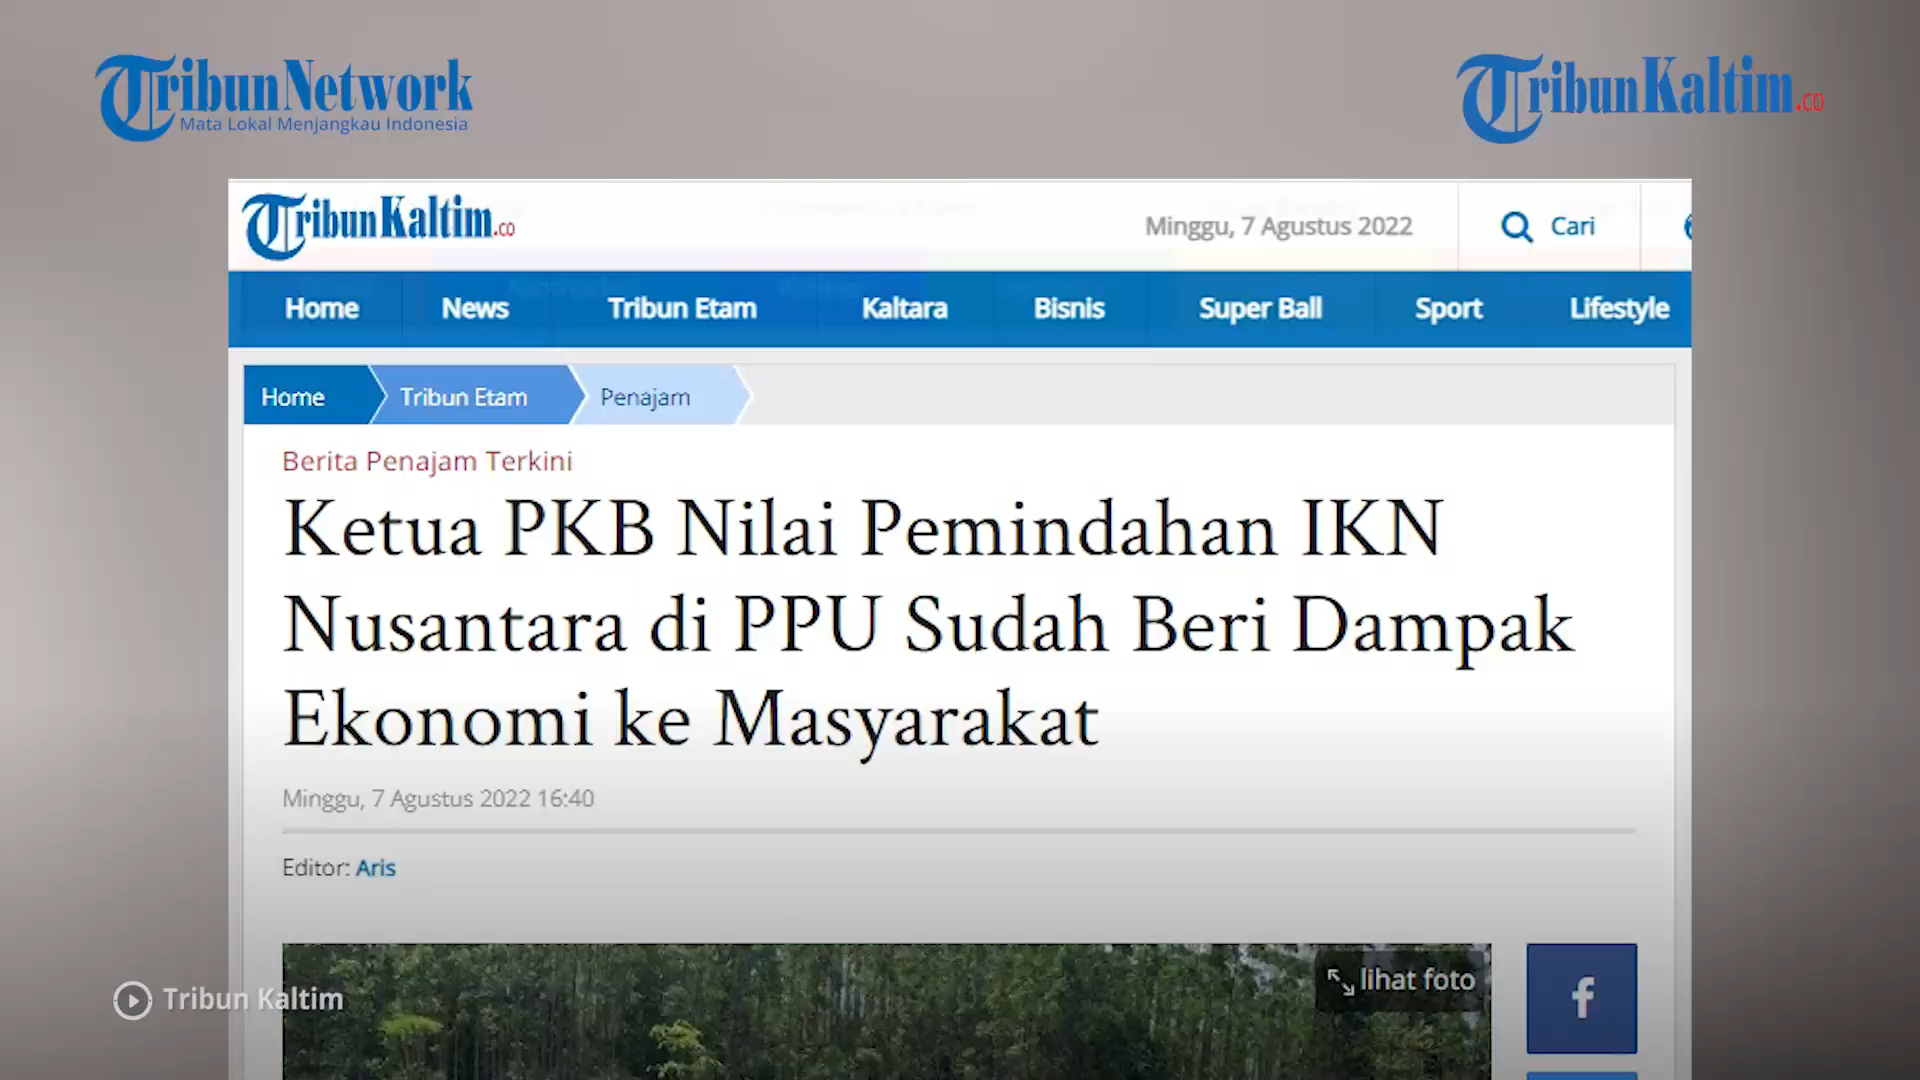 TribunNetwork
Mata Lokal Menjangkau Indonesia
TribunKaltim.co
TribunKaltim.co
Minggu, 7 Agustus 2022
Cari
Home
News
Tribun Etam
Kaltara
Bisnis
Super Ball
Sport
Lifestyle
Home
Tribun Etam
Penajam
Berita Penajam Terkini
Ketua PKB Nilai Pemindahan IKN
Nusantara di PPU Sudah Beri Dampak
Ekonomi ke Masyarakat
Minggu, 7 Agustus 2022 16:40
Editor: Aris
lihat foto
f
Tribun Kaltim